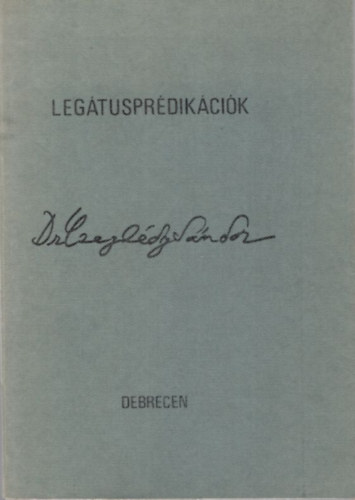 LEGÁTUSPRÉDIKÁCIÓK
Dr Czeglédy Sándor
DEBRECEN